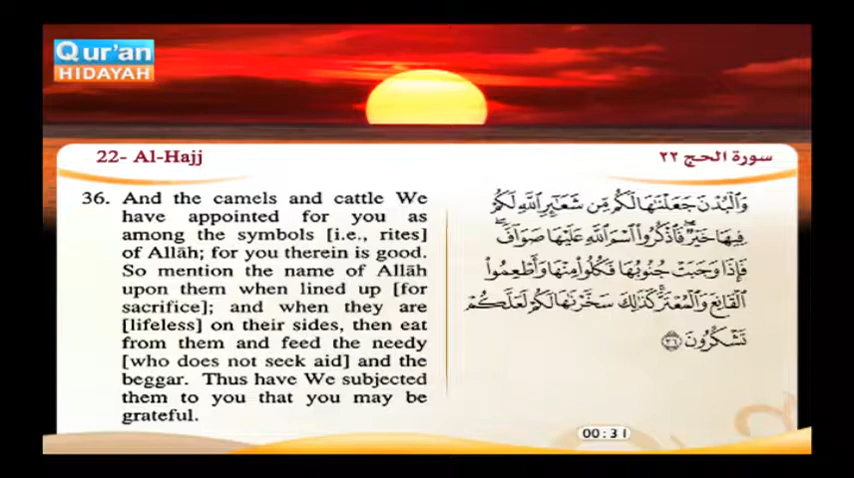 Qur'an
HIDAYAH
22- Al-Hajj
سورة الحج ٢٢
36. And the camels and cattle We
have appointed for you as
among the symbols [i.e., rites]
of Allāh; for you therein is good.
So mention the name of Allāh
upon them when lined up [for
sacrifice]; and when they are
[lifeless] on their sides, then eat
from them and feed the needy
[who does not seek aid] and the
beggar. Thus have We subjected
them to you that you may be
grateful.
وَٱلۡبُدۡنَ جَعَلۡنَٰهَا لَكُم مِّن شَعَٰٓئِرِ ٱللَّهِ لَكُمۡ
فِيهَا خَيۡرٞۖ فَٱذۡكُرُواْ ٱسۡمَ ٱللَّهِ عَلَيۡهَا صَوَآفَّۖ
فَإِذَا وَجَبَتۡ جُنُوبُهَا فَكُلُواْ مِنۡهَا وَأَطۡعِمُواْ
ٱلۡقَانِعَ وَٱلۡمُعۡتَرَّۚ كَذَٰلِكَ سَخَّرۡنَٰهَا لَكُمۡ لَعَلَّكُمۡ
تَشۡكُرُونَ ٣٦
00:31